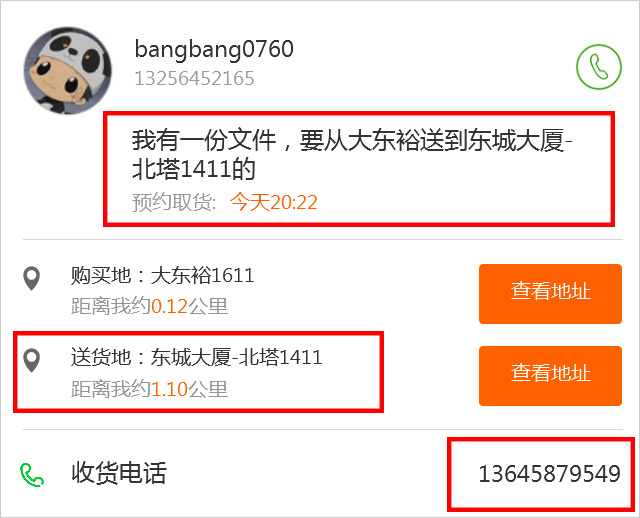 bangbang0760
13256452165
我有一份文件，要从大东裕送到东城大厦-
北塔1411的
预约取货: 今天20:22
购买地：大东裕1611
距离我约0.12公里
查看地址
送货地：东城大厦-北塔1411
距离我约1.10公里
查看地址
收货电话
13645879549